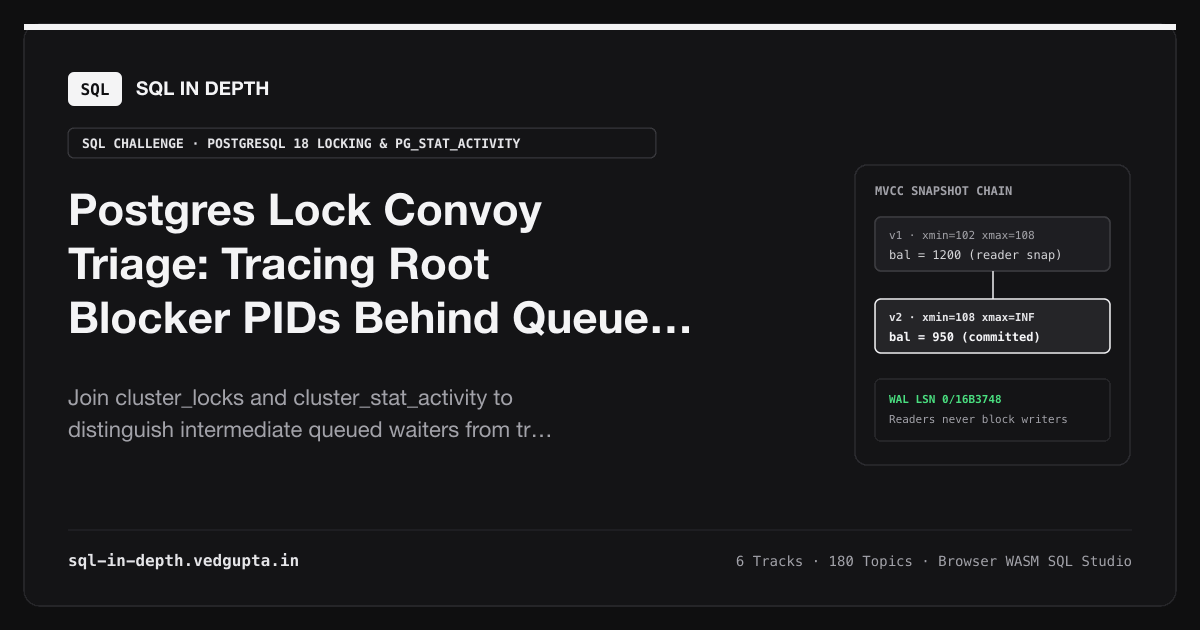 SQL SQL IN DEPTH
SQL CHALLENGE · POSTGRESQL 18 LOCKING & PG_STAT_ACTIVITY
Postgres Lock Convoy
Triage: Tracing Root
Blocker PIDs Behind Queue...
Join cluster_locks and cluster_stat_activity to
distinguish intermediate queued waiters from tr...
MVCC SNAPSHOT CHAIN
v1 · xmin=102 xmax=108
bal = 1200 (reader snap)
v2 · xmin=108 xmax=INF
bal = 950 (committed)
WAL LSN 0/16B3748
Readers never block writers
sql-in-depth.vedgupta.in
6 Tracks · 180 Topics · Browser WASM SQL Studio